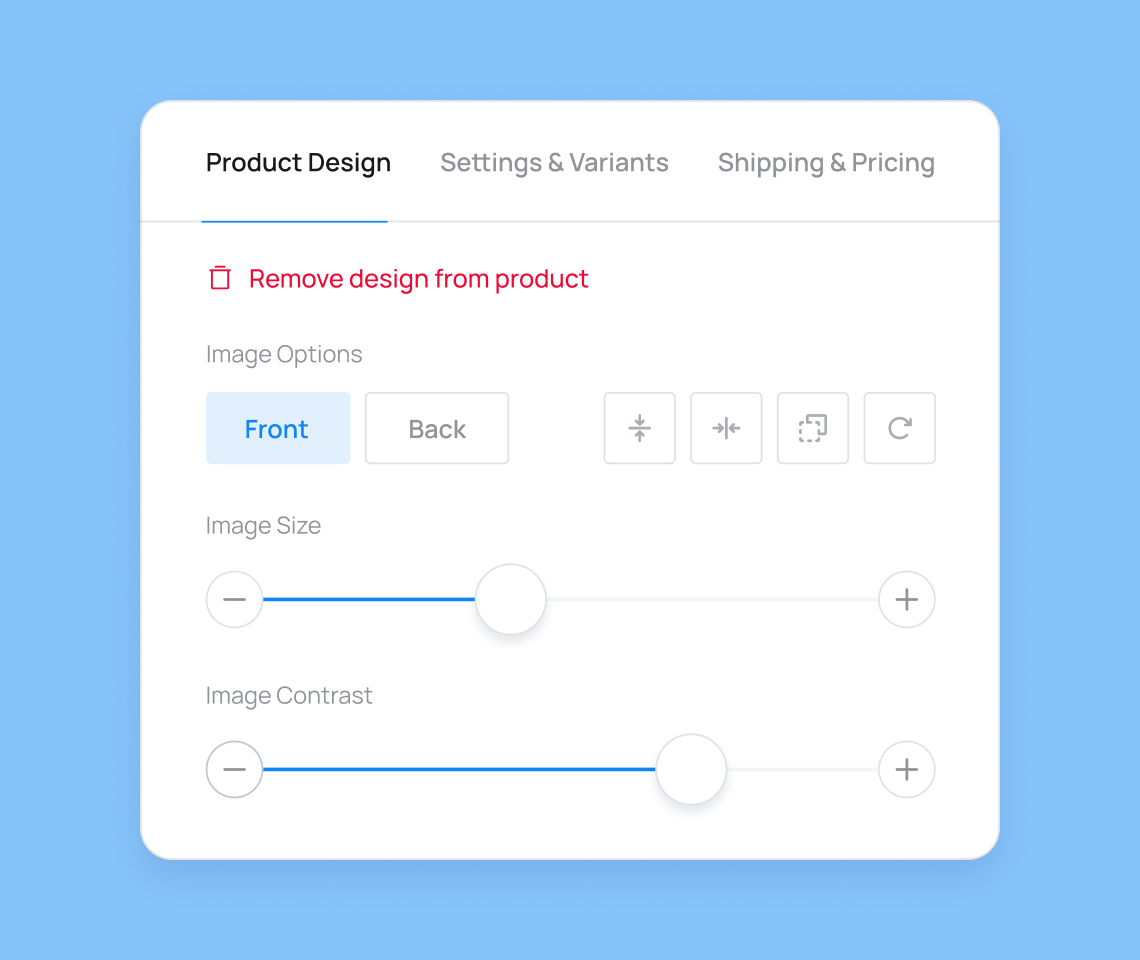 Product Design Settings & Variants Shipping & Pricing
Remove design from product
Image Options
Front Back
Image Size
Image Contrast